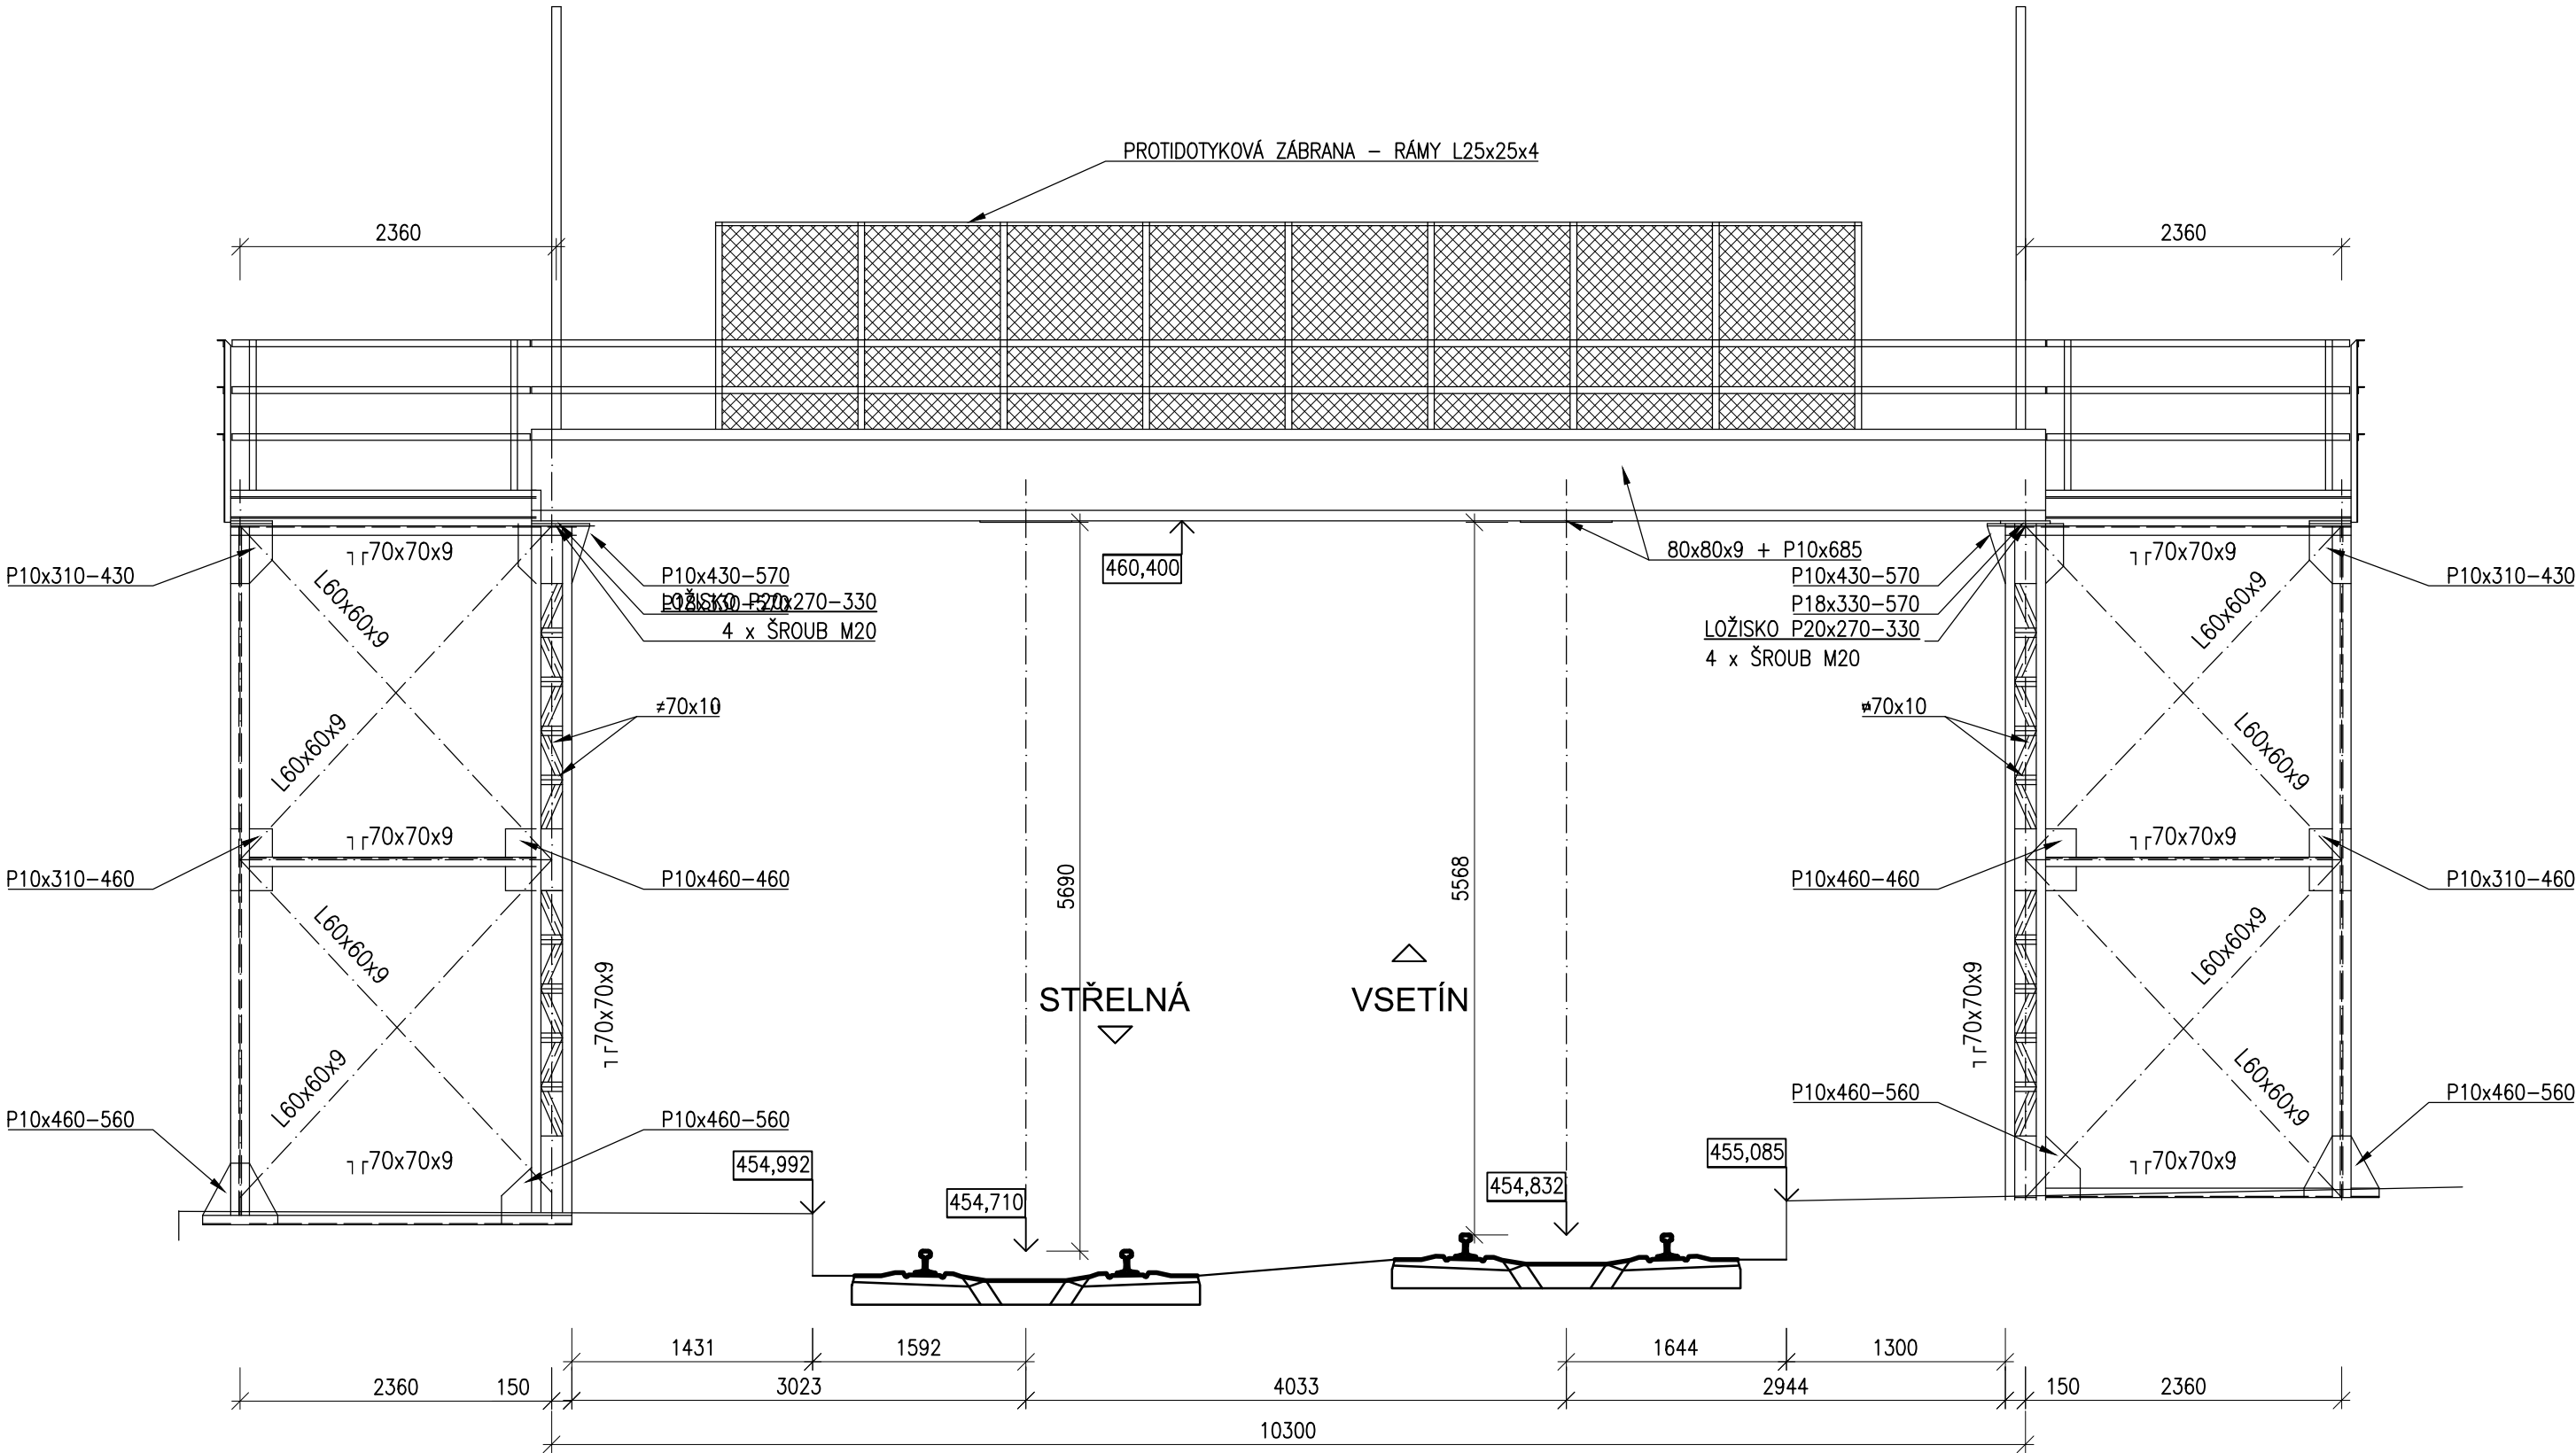 PROTIDOTYKOVÁ ZÁBRANA – RÁMY L25x25x4
2360
2360
460,400
80x80x9 + P10x685
┐┌70x70x9
┐┌70x70x9
P10x310-430
P10x430-570
P18x330-570
LOŽISKO P20x270-330
4 x ŠROUB M20
P10x430-570
P18x330-570
LOŽISKO P20x270-330
4 x ŠROUB M20
P10x310-430
L60x60x9
L60x60x9
≠70x10
≠70x10
L60x60x9
L60x60x9
┐┌70x70x9
┐┌70x70x9
P10x310-460
P10x460-460
5690
5568
P10x460-460
P10x310-460
L60x60x9
L60x60x9
STŘELNÁ
VSETÍN
┐┌70x70x9
┐┌70x70x9
L60x60x9
L60x60x9
P10x460-560
P10x460-560
P10x460-560
P10x460-560
┐┌70x70x9
┐┌70x70x9
454,992
454,710
454,832
455,085
1431
1592
1644
1300
2360
150
3023
4033
2944
150
2360
10300